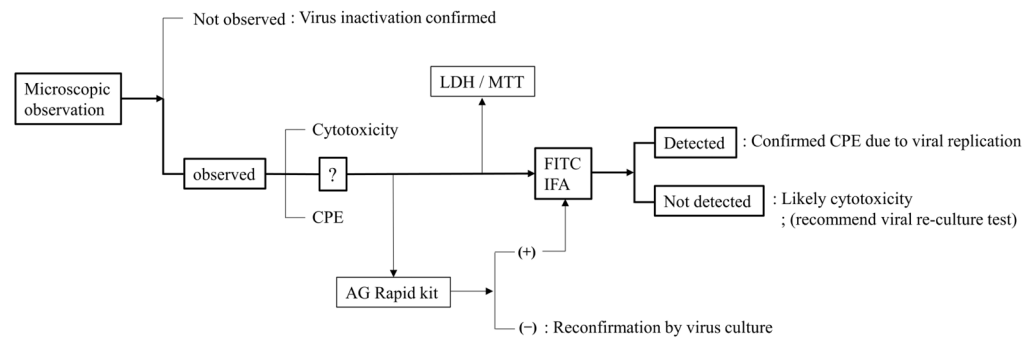 Not observed : Virus inactivation confirmed
Microscopic
observation
LDH / MTT
Cytotoxicity
observed
?
CPE
FITC
IFA
Detected : Confirmed CPE due to viral replication
Not detected : Likely cytotoxicity
; (recommend viral re-culture test)
(+)
AG Rapid kit
(−) : Reconfirmation by virus culture